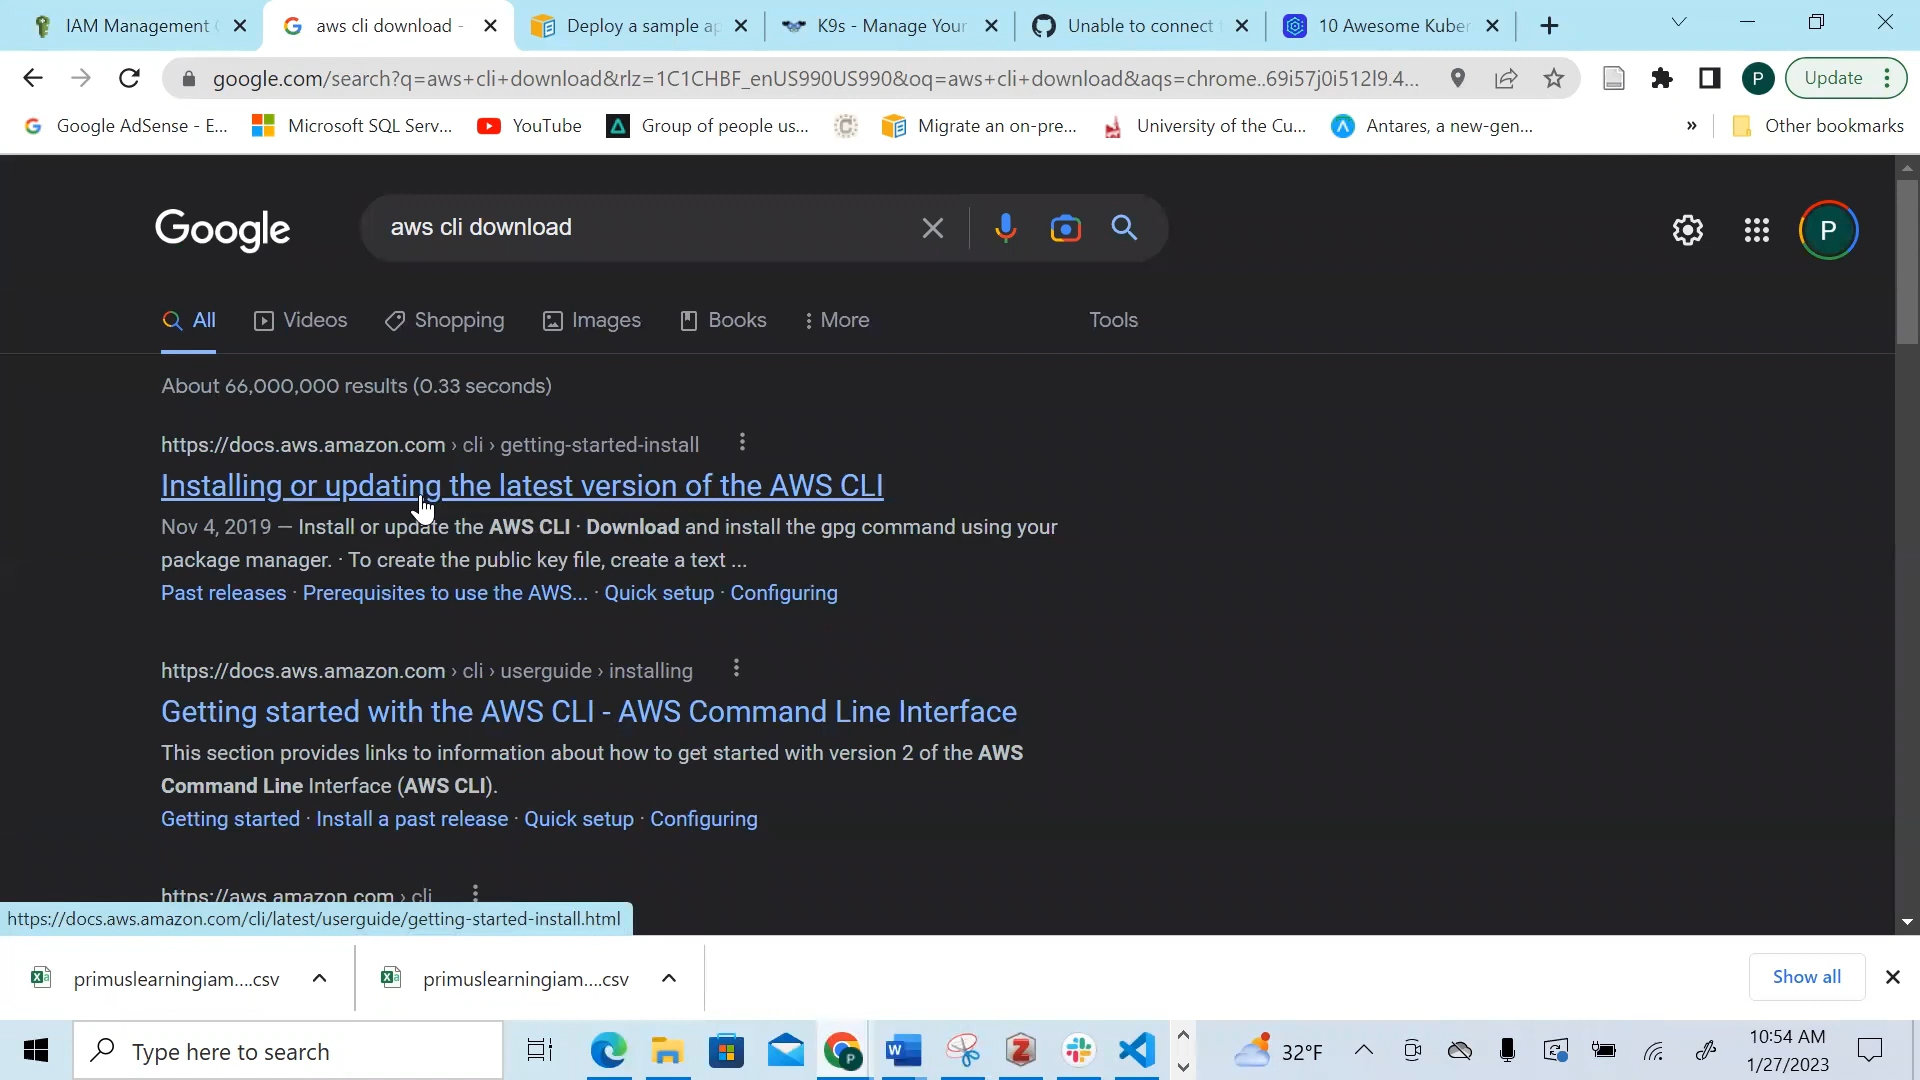 IAM Management
aws cli download -
Deploy a sample ap
K9s - Manage Your
Unable to connect
10 Awesome Kuber
google.com/search?q=aws+cli+download&rlz=1C1CHBF_enUS990US990&oq=aws+cli+download&aqs=chrome..69i57j0i512l9.4...
P
Update
Google AdSense - E...
Microsoft SQL Serv...
YouTube
Group of people us...
Migrate an on-pre...
University of the Cu...
Antares, a new-gen...
»
Other bookmarks
Google
aws cli download
P
All
Videos
Shopping
Images
Books
More
Tools
About 66,000,000 results (0.33 seconds)
https://docs.aws.amazon.com › cli › getting-started-install
Installing or updating the latest version of the AWS CLI
Nov 4, 2019 — Install or update the AWS CLI · Download and install the gpg command using your
package manager. · To create the public key file, create a text ...
Past releases · Prerequisites to use the AWS... · Quick setup · Configuring
https://docs.aws.amazon.com › cli › userguide › installing
Getting started with the AWS CLI - AWS Command Line Interface
This section provides links to information about how to get started with version 2 of the AWS
Command Line Interface (AWS CLI).
Getting started · Install a past release · Quick setup · Configuring
https://aws.amazon.com › cli
https://docs.aws.amazon.com/cli/latest/userguide/getting-started-install.html
primuslearningiam....csv
primuslearningiam....csv
Show all
Type here to search
32°F
10:54 AM
1/27/2023